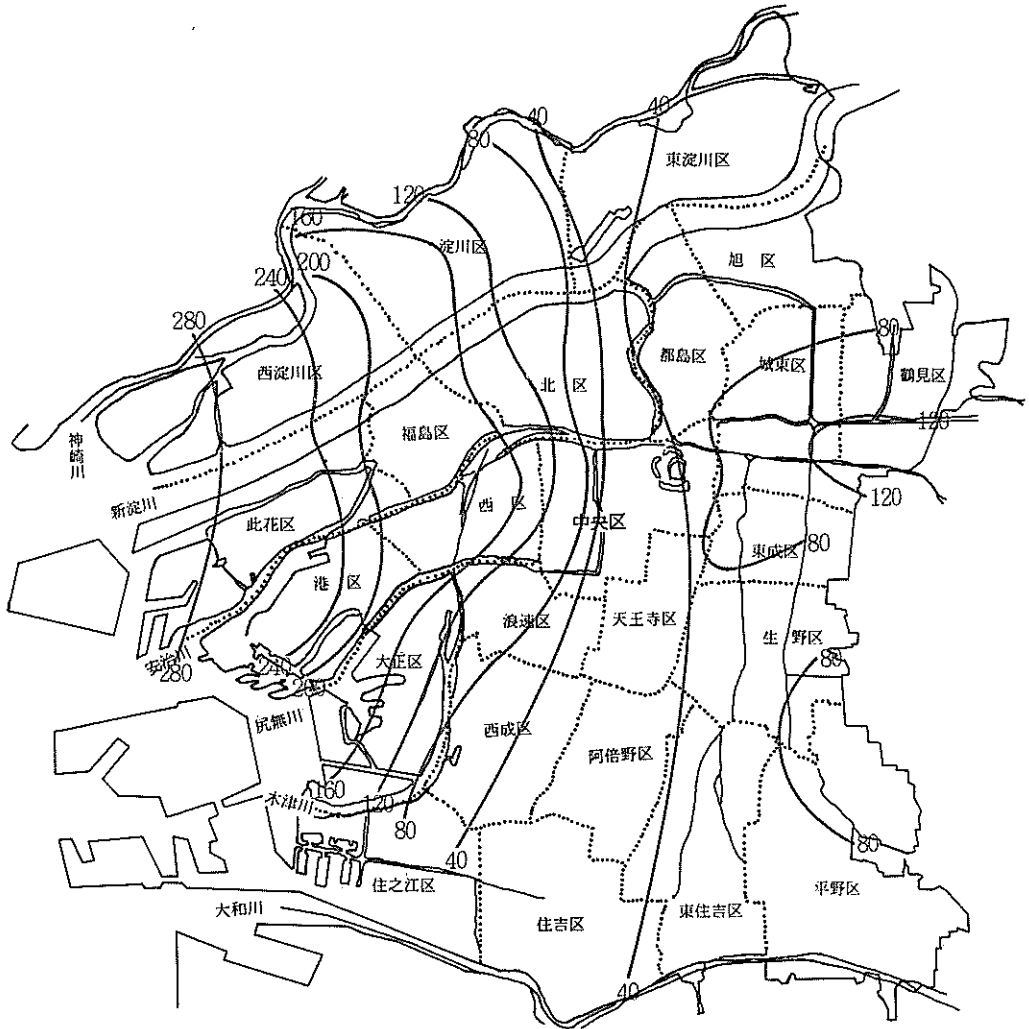 40
40
80
東淀川区
120
160
淀川区
旭 区
200
240
280
80
都島区
城東区
鶴見区
西淀川区
北 区
120
福島区
神崎川
120
西 区
新淀川
此花区
中央区
東成区
80
港 区
浪速区
天王寺区
生野区
大正区
80
安治川
280
240
200
尻無川
西成区
阿倍野区
160
木津川
120
80
80
40
住之江区
平野区
大和川
住吉区
東住吉区
40